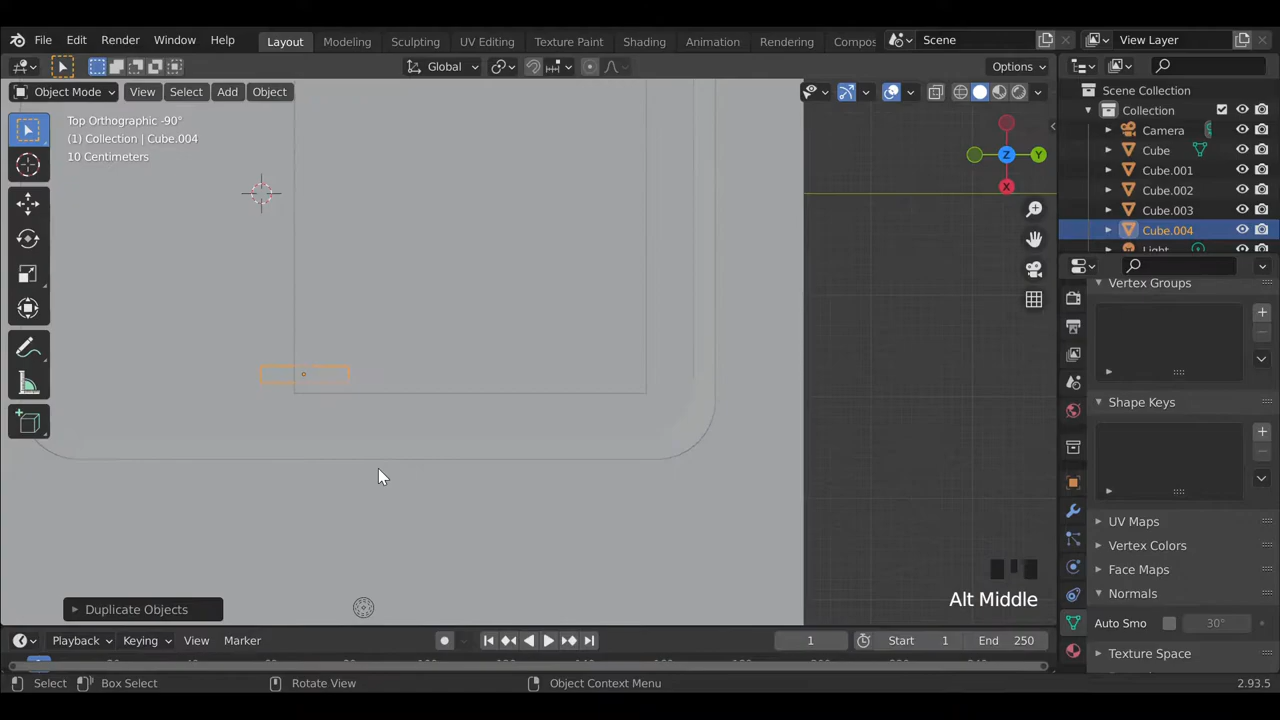 File Edit Render Window Help Layout Modeling Sculpting UV Editing Texture Paint Shading Animation Rendering Compos Scene View Layer
Global Options
Object Mode View Select Add Object
Top Orthographic -90°
(1) Collection | Cube.004
10 Centimeters
Z Y
X
Scene Collection
Collection
Camera
Cube
Cube.001
Cube.002
Cube.003
Cube.004
Light
Vertex Groups
Shape Keys
UV Maps
Vertex Colors
Face Maps
Normals
Auto Smo 30°
Texture Space
Alt Middle
Duplicate Objects
Playback Keying View Marker 1 Start 1 End 250
Select Box Select Rotate View Object Context Menu 2.93.5